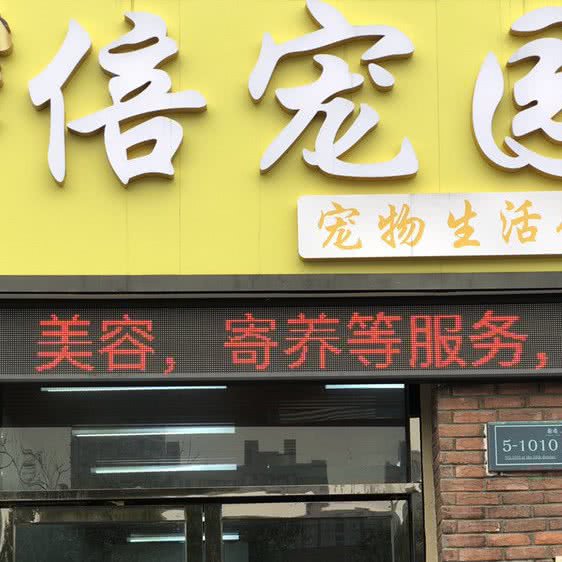 倍宠
宠物生活
美容，寄养等服务，
5-1010